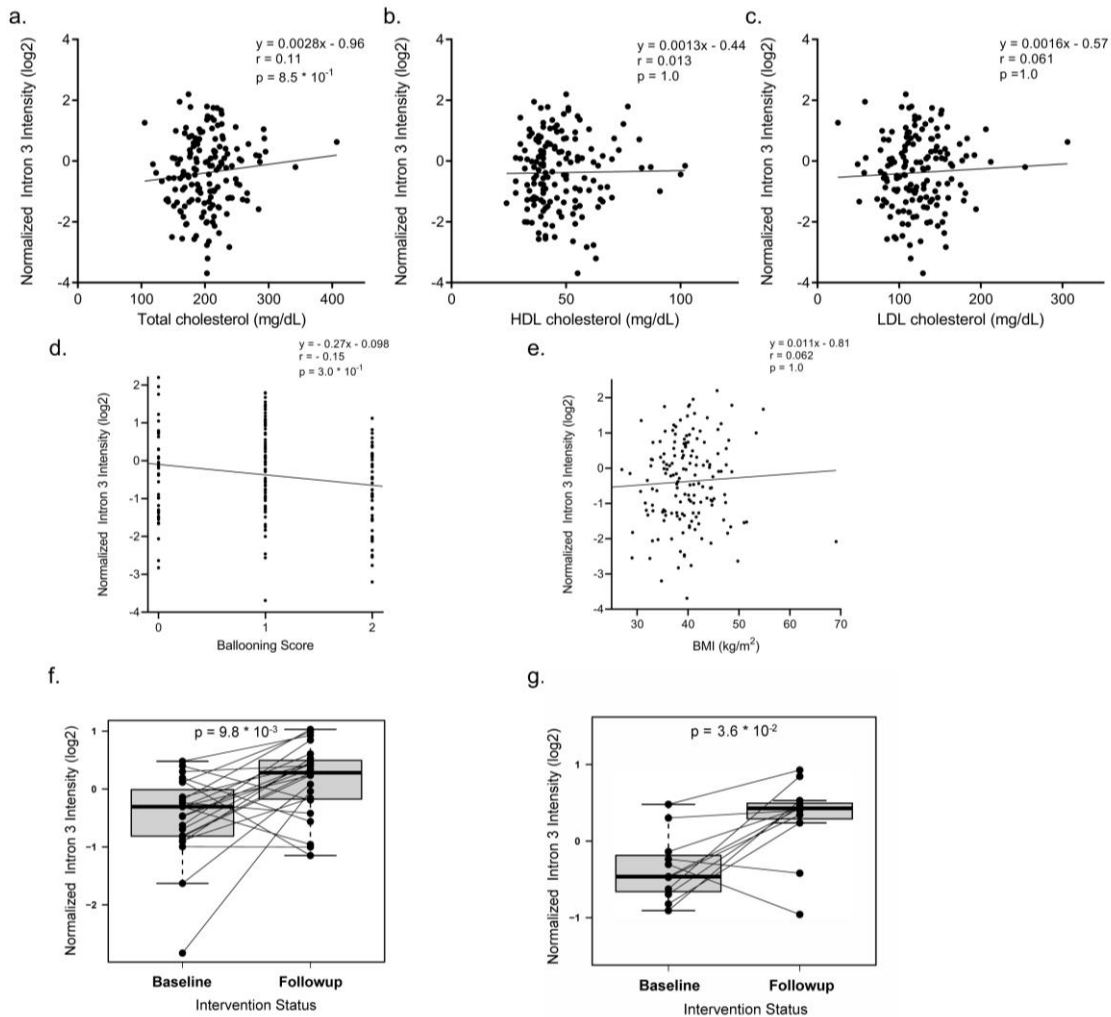 a.
y = 0.0028x - 0.96
r = 0.11
p = 8.5 * 10-1
Normalized Intron 3 Intensity (log2)
4
2
0
-2
-4
0
100
200
300
400
Total cholesterol (mg/dL)
b.
y = 0.0013x - 0.44
r = 0.013
p = 1.0
Normalized Intron 3 Intensity (log2)
4
2
0
-2
-4
0
50
100
HDL cholesterol (mg/dL)
c.
y = 0.0016x - 0.57
r = 0.061
p =1.0
Normalized Intron 3 Intensity (log2)
4
2
0
-2
-4
0
100
200
300
LDL cholesterol (mg/dL)
d.
y = - 0.27x - 0.098
r = - 0.15
p = 3.0 * 10-1
Normalized Intron 3 Intensity (log2)
2
1
0
-1
-2
-3
-4
0
1
2
Ballooning Score
e.
y = 0.011x - 0.81
r = 0.062
p = 1.0
Normalized Intron 3 Intensity (log2)
2
1
0
-1
-2
-3
-4
30
40
50
60
70
BMI (kg/m2)
f.
p = 9.8 * 10-3
Normalized Intron 3 Intensity (log2)
1
0
−1
−2
Baseline
Followup
Intervention Status
g.
p = 3.6 * 10-2
Normalized Intron 3 Intensity (log2)
1
0
−1
Baseline
Followup
Intervention Status